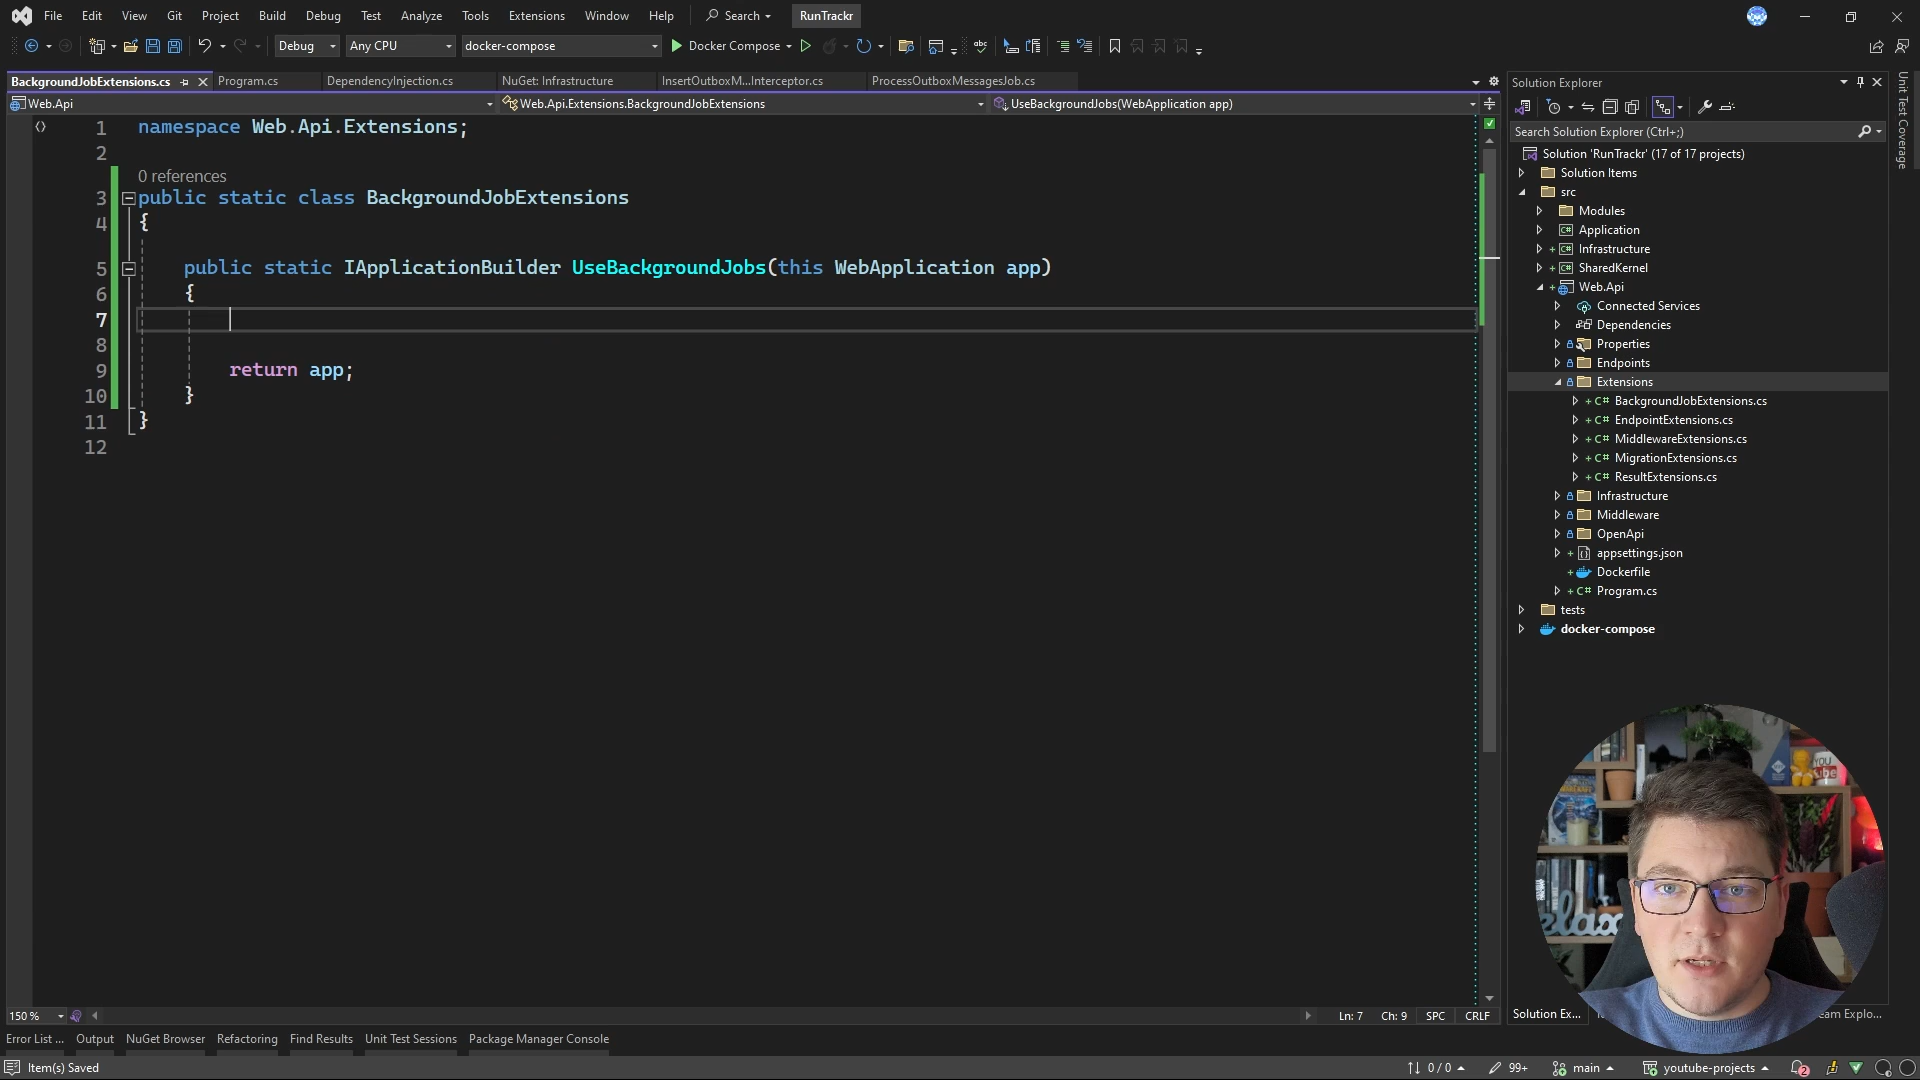 File Edit View Git Project Build Debug Test Analyze Tools Extensions Window Help Search RunTrackr
Debug Any CPU docker-compose Docker Compose
BackgroundJobExtensions.cs Program.cs DependencyInjection.cs NuGet: Infrastructure InsertOutboxM...Interceptor.cs ProcessOutboxMessagesJob.cs
Web.Api Web.Api.Extensions.BackgroundJobExtensions UseBackgroundJobs(WebApplication app)
1 namespace Web.Api.Extensions;
2
0 references
3 public static class BackgroundJobExtensions
4 {
5 public static IApplicationBuilder UseBackgroundJobs(this WebApplication app)
6 {
7
8
9 return app;
10 }
11 }
12
150 % Ln: 7 Ch: 9 SPC CRLF
Error List ... Output NuGet Browser Refactoring Find Results Unit Test Sessions Package Manager Console
Item(s) Saved 0 / 0 99+ main youtube-projects 2
Solution Explorer
Search Solution Explorer (Ctrl+;)
Solution 'RunTrackr' (17 of 17 projects)
Solution Items
src
Modules
Application
Infrastructure
SharedKernel
Web.Api
Connected Services
Dependencies
Properties
Endpoints
Extensions
C# BackgroundJobExtensions.cs
C# EndpointExtensions.cs
C# MiddlewareExtensions.cs
C# MigrationExtensions.cs
C# ResultExtensions.cs
Infrastructure
Middleware
OpenApi
appsettings.json
Dockerfile
C# Program.cs
tests
docker-compose
YOU
elax
Solution Ex... eam Explo...
Unit Test Coverage